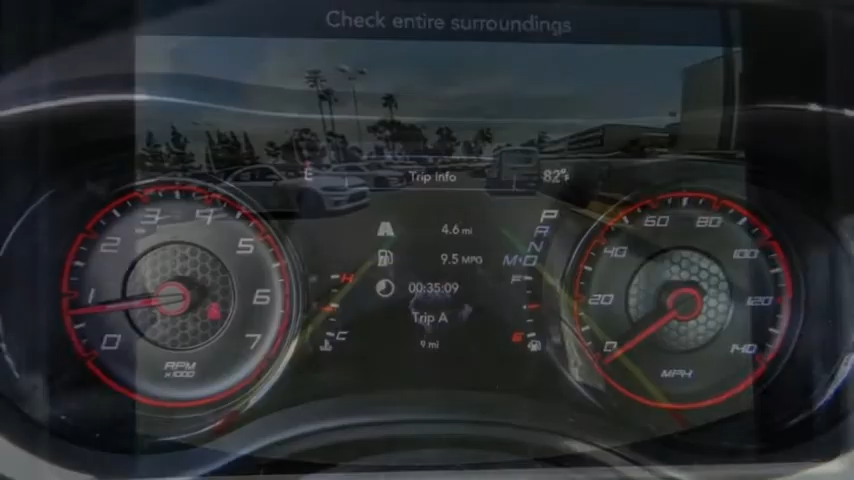 Check entire surroundings
E
Trip Info
82°F
4.6 mi
9.5 MPG
00:35:09
Trip A
9 mi
P
R
N
M D
H
C
F
E
0
1
2
3
4
5
6
7
RPM
x1000
0
20
40
60
80
100
120
140
MPH